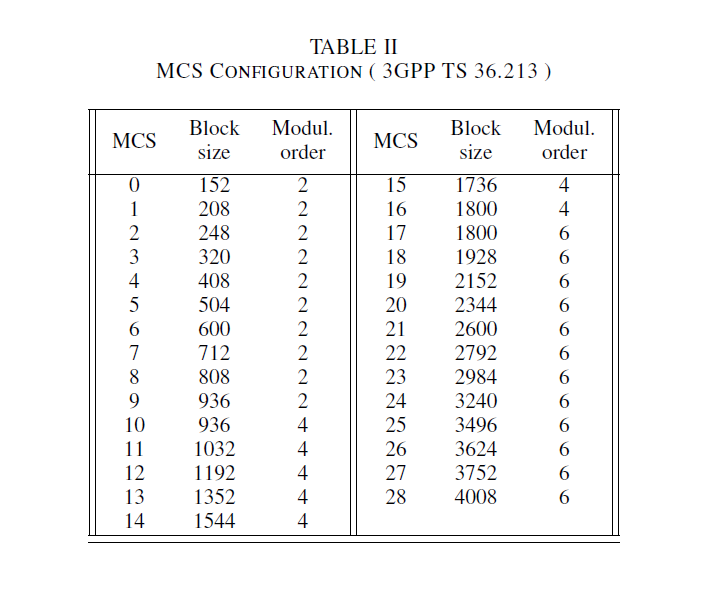 TABLE II
MCS CONFIGURATION ( 3GPP TS 36.213 )
MCS Block size Modul. order MCS Block size Modul. order
0 152 2 15 1736 4
1 208 2 16 1800 4
2 248 2 17 1800 6
3 320 2 18 1928 6
4 408 2 19 2152 6
5 504 2 20 2344 6
6 600 2 21 2600 6
7 712 2 22 2792 6
8 808 2 23 2984 6
9 936 2 24 3240 6
10 936 4 25 3496 6
11 1032 4 26 3624 6
12 1192 4 27 3752 6
13 1352 4 28 4008 6
14 1544 4